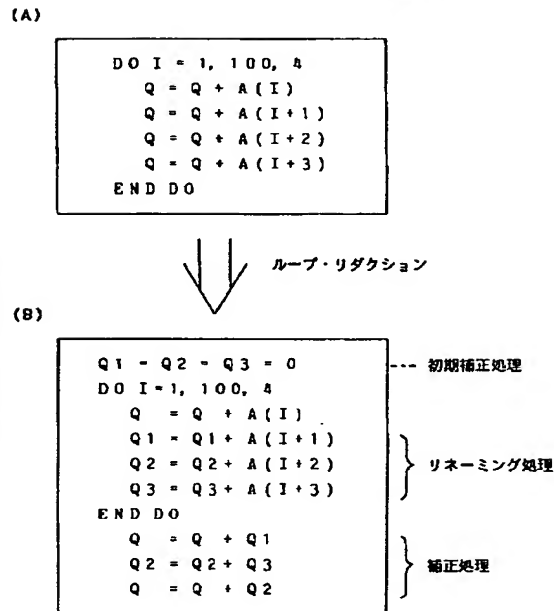 (A)
DO I = 1, 100, 4
Q = Q + A(I)
Q = Q + A(I+1)
Q = Q + A(I+2)
Q = Q + A(I+3)
END DO
ループ・リダクション
(B)
Q1 = Q2 = Q3 = 0 --- 初期補正処理
DO I=1, 100, 4
Q = Q + A(I)
Q1 = Q1+ A(I+1)
Q2 = Q2+ A(I+2) リネーミング処理
Q3 = Q3+ A(I+3)
END DO
Q = Q + Q1
Q2 = Q2+ Q3 補正処理
Q = Q + Q2